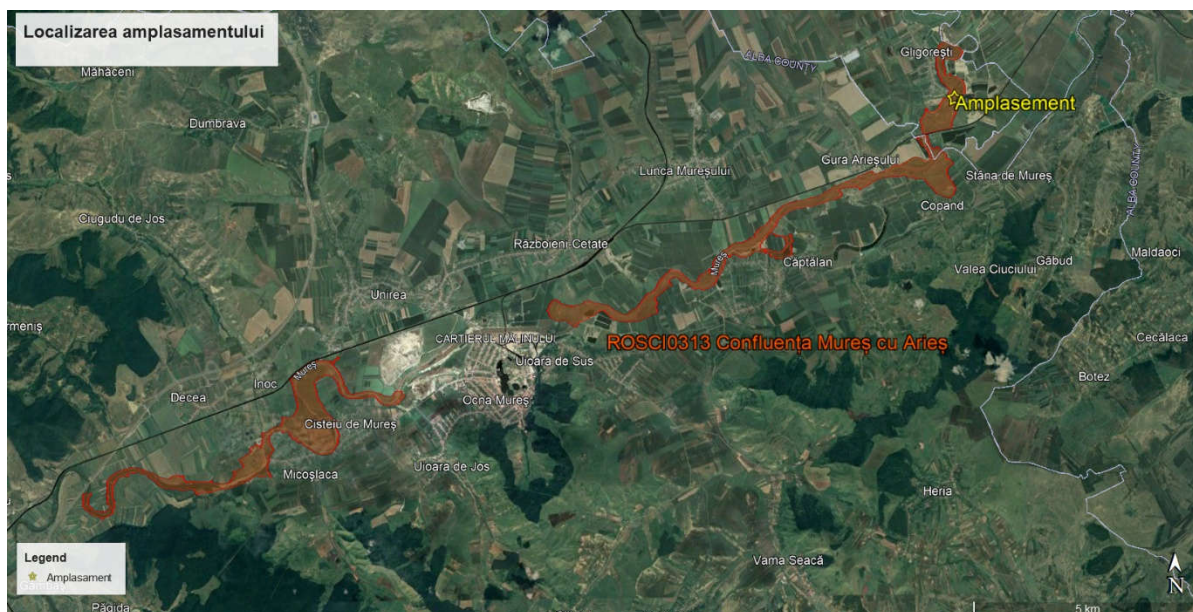 Localizarea amplasamentului
Măhăceni
Gligorești
ALBA COUNTY
Amplasement
Dumbrava
Gura Arieșului
Lunca Mureșului
Stâna de Mureș
ALBA COUNTY
Copand
Ciugudu de Jos
Războieni-Cetate
Mureș
Căptălan
Găbud
Maldaoci
Valea Ciuciului
Unirea
CARTIERUL MĂLINULUI
ROSCI0313 Confluența Mureș cu Arieș
Cecălaca
Uioara de Sus
Mureș
Inoc
Decea
Botez
Ocna Mureș
Cisteiu de Mureș
Micoșlaca
Uioara de Jos
Heria
Legend
Amplasament
Vama Seacă
N
Păgida
5 km